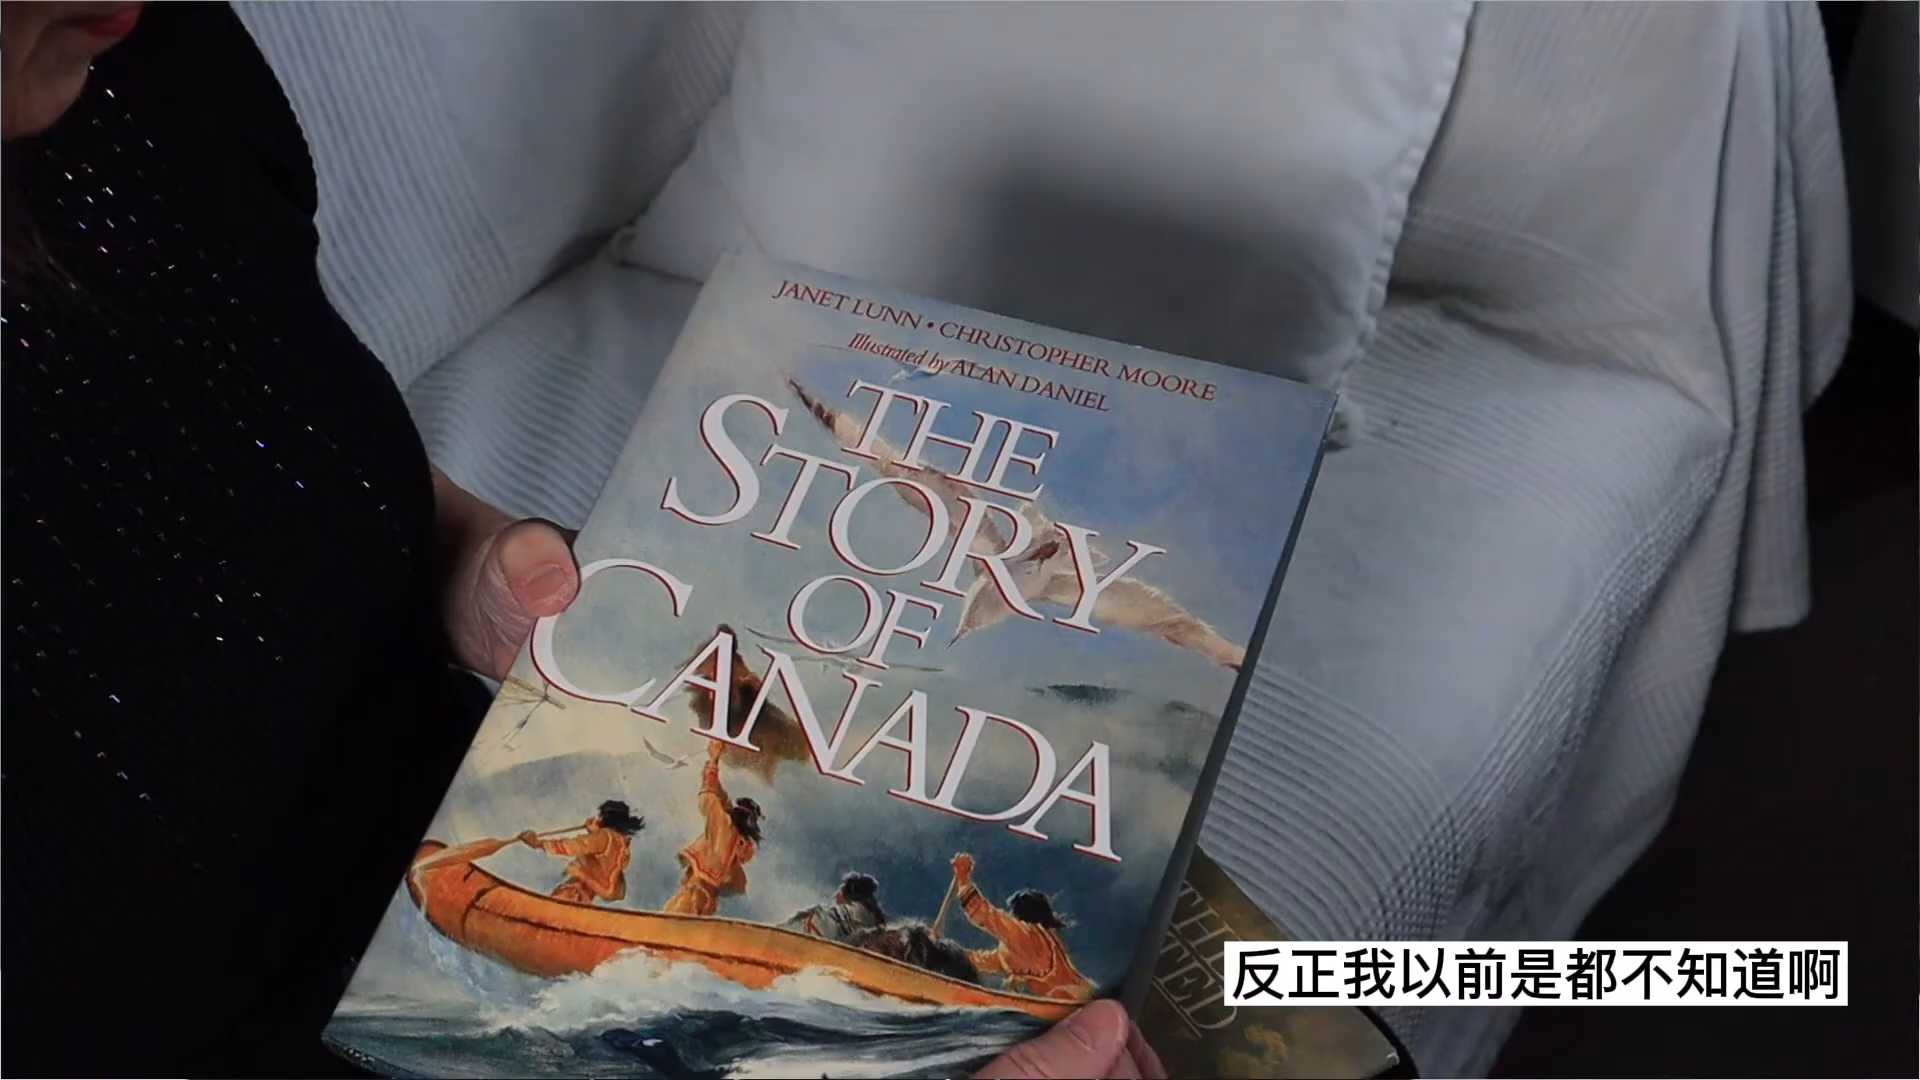 JANET LUNN • CHRISTOPHER MOORE
Illustrated by ALAN DANIEL
THE
STORY
OF
CANADA
THE
反正我以前是都不知道啊